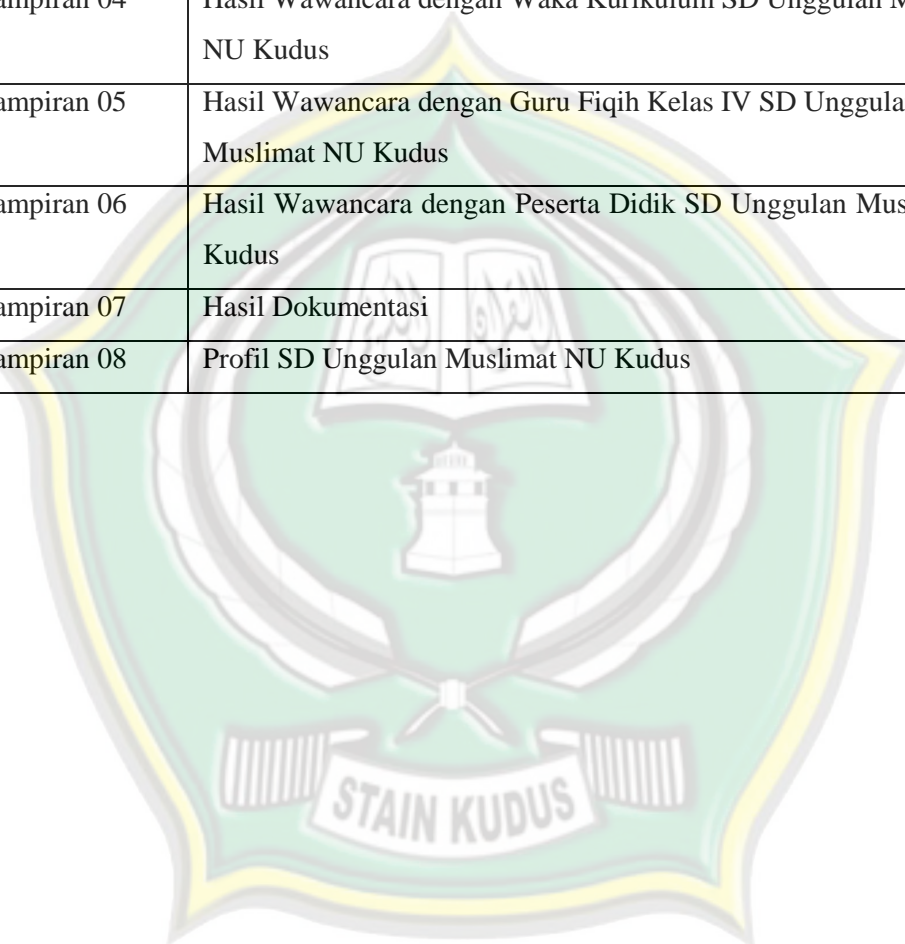 ampiran 04 Hasil Wawancara dengan Waka Kurikulum SD Unggulan M
NU Kudus
ampiran 05 Hasil Wawancara dengan Guru Fiqih Kelas IV SD Unggula
Muslimat NU Kudus
ampiran 06 Hasil Wawancara dengan Peserta Didik SD Unggulan Mus
Kudus
ampiran 07 Hasil Dokumentasi
ampiran 08 Profil SD Unggulan Muslimat NU Kudus
STAIN KUDUS